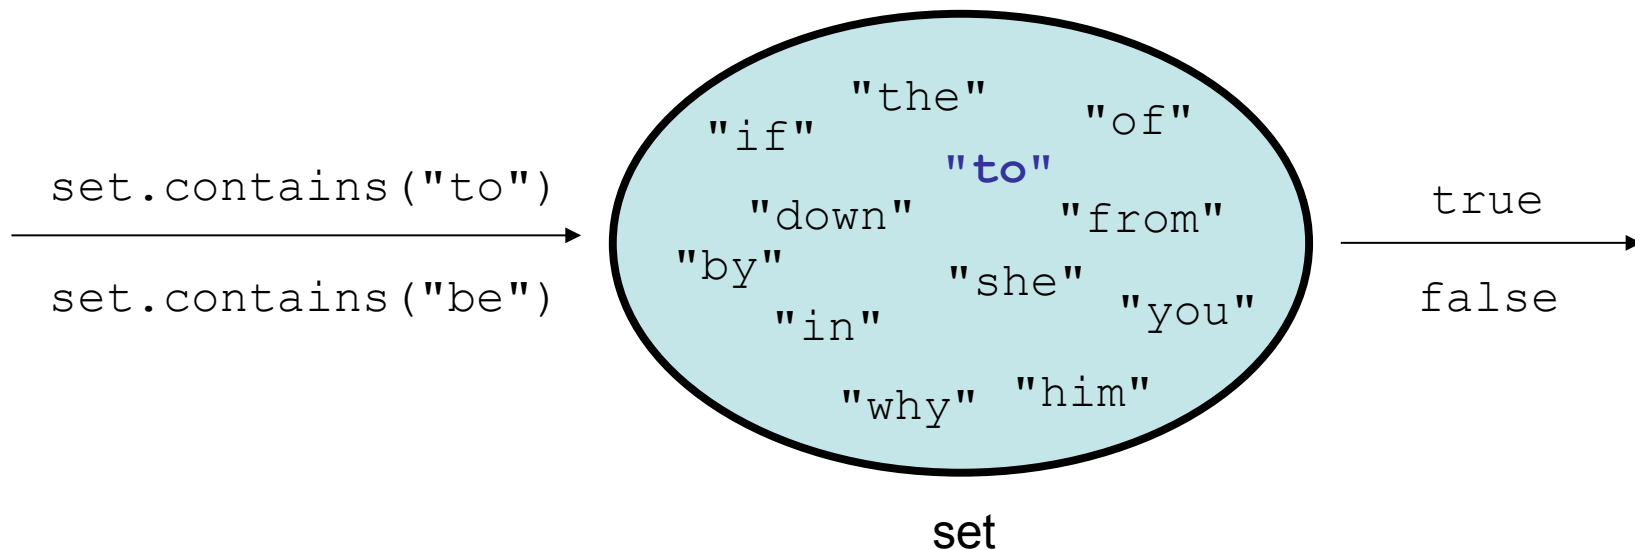 set.contains("to")
set.contains("be")
"the"
"of"
"if"
"to"
"down"
"from"
"by"
"she"
"you"
"in"
"him"
"why"
true
false
set